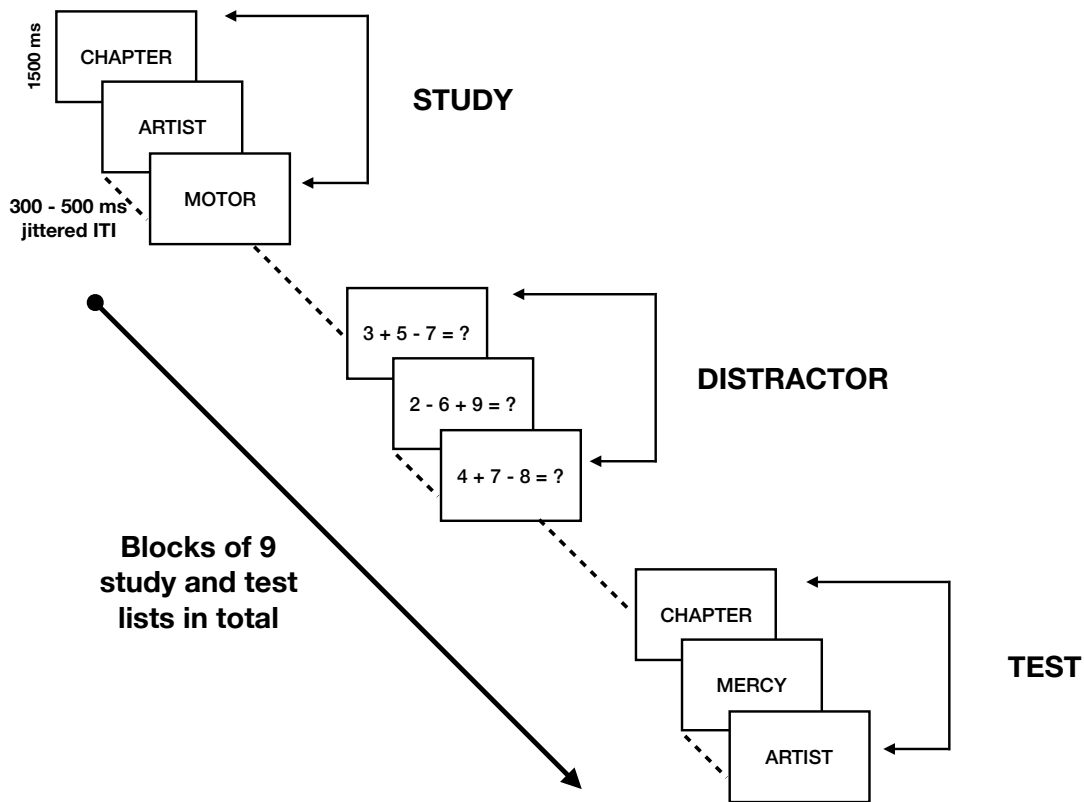 1500 ms
CHAPTER
ARTIST
MOTOR
STUDY
300 - 500 ms
jittered ITI
3 + 5 - 7 = ?
2 - 6 + 9 = ?
4 + 7 - 8 = ?
DISTRACTOR
Blocks of 9
study and test
lists in total
CHAPTER
MERCY
ARTIST
TEST